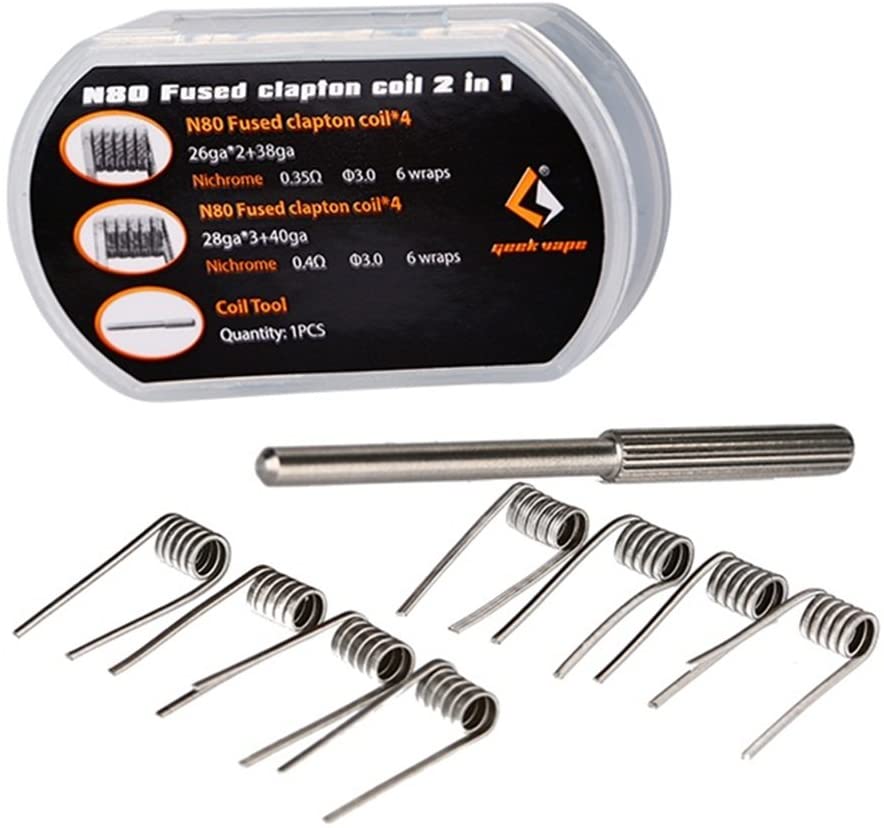 N80 Fused clapton coil 2 in 1
N80 Fused clapton coil*4
26ga*2+38ga
Nichrome 0.35Ω Φ3.0 6 wraps
N80 Fused clapton coil*4
28ga*3+40ga
Nichrome 0.4Ω Φ3.0 6 wraps
Coil Tool
Quantity: 1PCS
®
geek vape